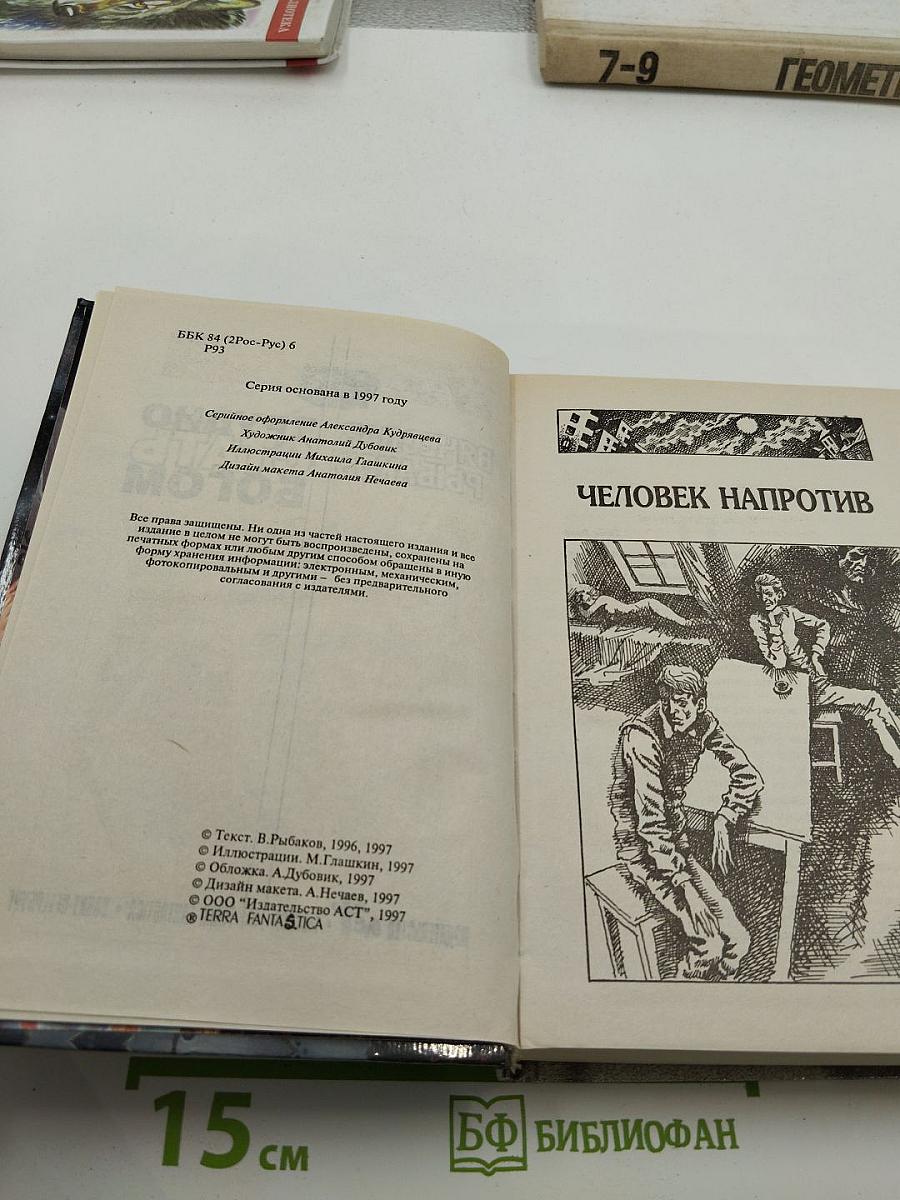 БЛИОТЕКА
7-9
ГЕОМЕТ
ББК 84 (2Рос-Рус) 6
Р93
Серия основана в 1997 году
Серийное оформление Александра Кудрявцева
Художник Анатолий Дубовик
Иллюстрации Михаила Глашкина
Дизайн макета Анатолия Нечаева
Все права защищены. Ни одна из частей настоящего издания и все
издание в целом не могут быть воспроизведены, сохранены на
печатных формах или любым другим способом обращены в иную
форму хранения информации: электронным, механическим,
фотокопировальным и другими – без предварительного
согласования с издателями.
© Текст. В.Рыбаков, 1996, 1997
© Иллюстрации. М.Глашкин, 1997
© Обложка. А.Дубовик, 1997
© Дизайн макета. А.Нечаев, 1997
© ООО "Издательство АСТ", 1997
® TERRA FANTASTICA
ЧЕЛОВЕК НАПРОТИВ
15 см
БФ БИБЛИОФАН